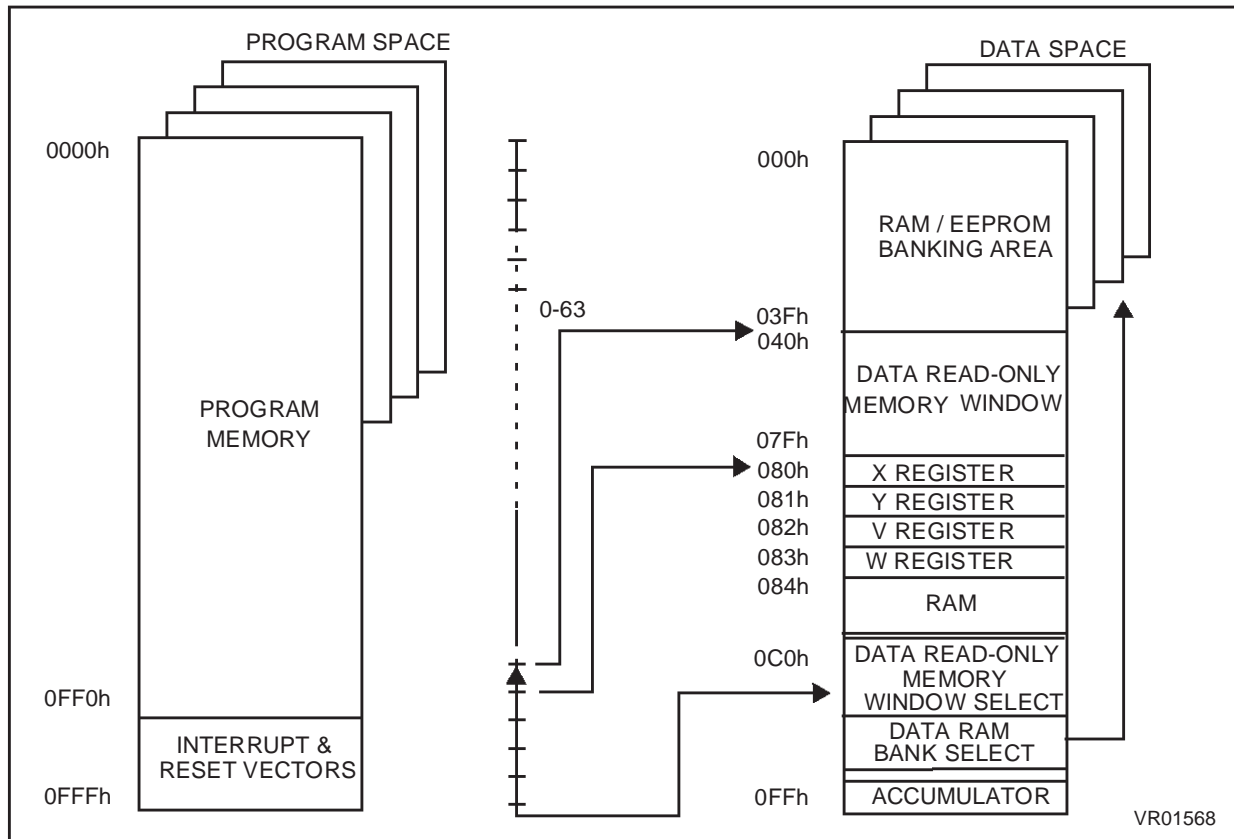 PROGRAM SPACE
0000h
PROGRAM
MEMORY
0FF0h
INTERRUPT &
RESET VECTORS
0FFFh
0-63
DATA SPACE
000h
RAM / EEPROM
BANKING AREA
03Fh
040h
DATA READ-ONLY
MEMORY WINDOW
07Fh
080h
X REGISTER
081h
Y REGISTER
082h
V REGISTER
083h
W REGISTER
084h
RAM
0C0h
DATA READ-ONLY
MEMORY
WINDOW SELECT
DATA RAM
BANK SELECT
0FFh
ACCUMULATOR
VR01568